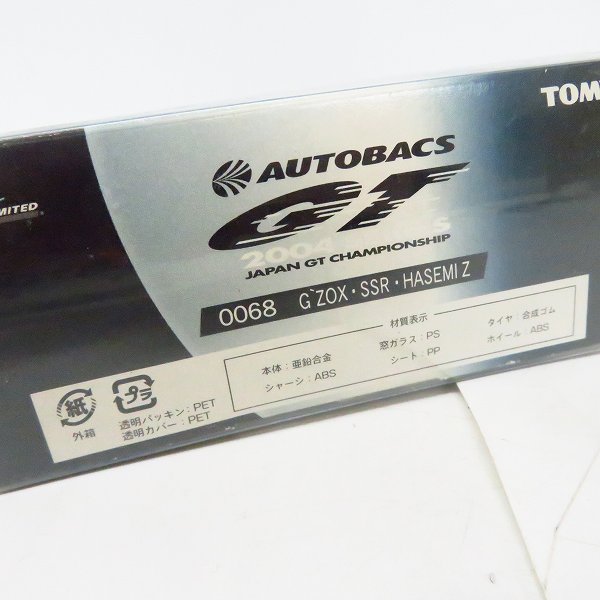 TOM
AUTOBACS
GT
MITED
2004
JAPAN GT CHAMPIONSHIP
0068 G`ZOX・SSR・HASEMI Z
材質表示
本体：亜鉛合金 窓ガラス：PS タイヤ：合成ゴム
シャーシ：ABS シート：PP ホイール：ABS
紙 プラ
外箱 透明パッキン：PET
透明カバー：PET